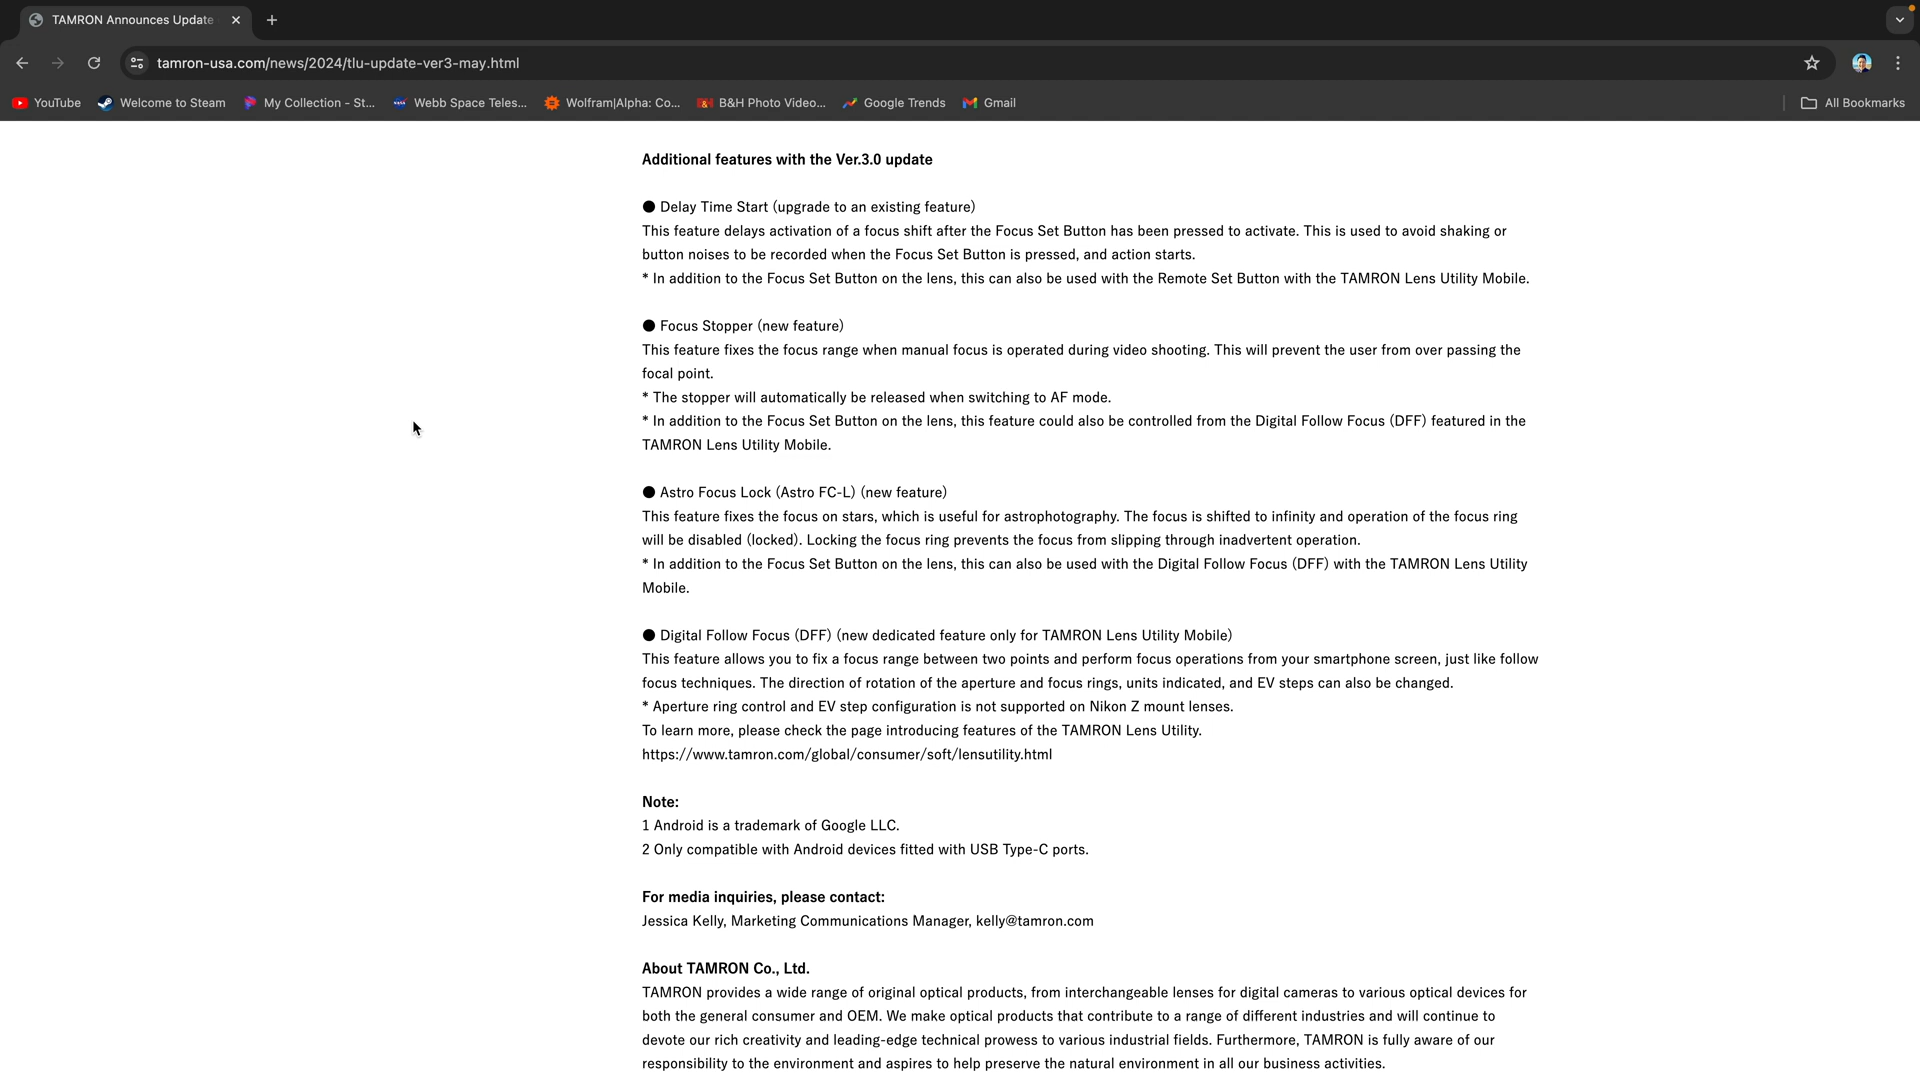 TAMRON Announces Update
tamron-usa.com/news/2024/tlu-update-ver3-may.html
YouTube
Welcome to Steam
My Collection - St...
Webb Space Teles...
Wolfram|Alpha: Co...
B&H Photo Video...
Google Trends
Gmail
All Bookmarks
Additional features with the Ver.3.0 update
● Delay Time Start (upgrade to an existing feature)
This feature delays activation of a focus shift after the Focus Set Button has been pressed to activate. This is used to avoid shaking or
button noises to be recorded when the Focus Set Button is pressed, and action starts.
* In addition to the Focus Set Button on the lens, this can also be used with the Remote Set Button with the TAMRON Lens Utility Mobile.
● Focus Stopper (new feature)
This feature fixes the focus range when manual focus is operated during video shooting. This will prevent the user from over passing the
focal point.
* The stopper will automatically be released when switching to AF mode.
* In addition to the Focus Set Button on the lens, this feature could also be controlled from the Digital Follow Focus (DFF) featured in the
TAMRON Lens Utility Mobile.
● Astro Focus Lock (Astro FC-L) (new feature)
This feature fixes the focus on stars, which is useful for astrophotography. The focus is shifted to infinity and operation of the focus ring
will be disabled (locked). Locking the focus ring prevents the focus from slipping through inadvertent operation.
* In addition to the Focus Set Button on the lens, this can also be used with the Digital Follow Focus (DFF) with the TAMRON Lens Utility
Mobile.
● Digital Follow Focus (DFF) (new dedicated feature only for TAMRON Lens Utility Mobile)
This feature allows you to fix a focus range between two points and perform focus operations from your smartphone screen, just like follow
focus techniques. The direction of rotation of the aperture and focus rings, units indicated, and EV steps can also be changed.
* Aperture ring control and EV step configuration is not supported on Nikon Z mount lenses.
To learn more, please check the page introducing features of the TAMRON Lens Utility.
https://www.tamron.com/global/consumer/soft/lensutility.html
Note:
1 Android is a trademark of Google LLC.
2 Only compatible with Android devices fitted with USB Type-C ports.
For media inquiries, please contact:
Jessica Kelly, Marketing Communications Manager, kelly@tamron.com
About TAMRON Co., Ltd.
TAMRON provides a wide range of original optical products, from interchangeable lenses for digital cameras to various optical devices for
both the general consumer and OEM. We make optical products that contribute to a range of different industries and will continue to
devote our rich creativity and leading-edge technical prowess to various industrial fields. Furthermore, TAMRON is fully aware of our
responsibility to the environment and aspires to help preserve the natural environment in all our business activities.